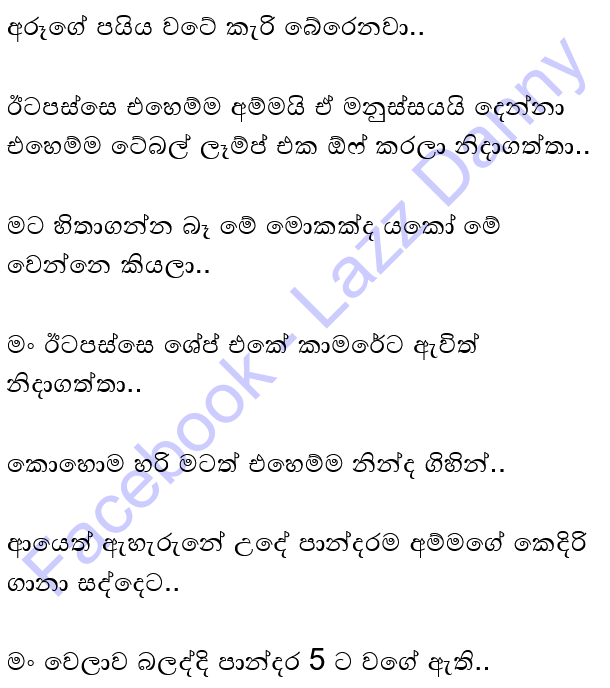 අරූගේ පයිය වටේ කැරි බේරෙනවා..
ඊටපස්සෙ එහෙම්ම අම්මයි ඒ මනුස්සයයි දෙන්නා
එහෙම්ම ටේබල් ලෑම්ප් එක ඕෆ් කරලා නිදාගත්තා..
මට හිතාගන්න බෑ මේ මොකක්ද යකෝ මේ
වෙන්නෙ කියලා..
මං ඊටපස්සෙ ශේප් එකේ කාමරේට ඇවිත්
නිදාගත්තා..
කොහොම හරි මටත් එහෙම්ම නින්ද ගිහින්..
ආයෙත් ඇහැරුනේ උදේ පාන්දරම අම්මගේ කෙදිරි
ගානා සද්දෙට..
මං වෙලාව බලද්දි පාන්දර 5 ට වගේ ඇති..
Facebook - Lazz Danny